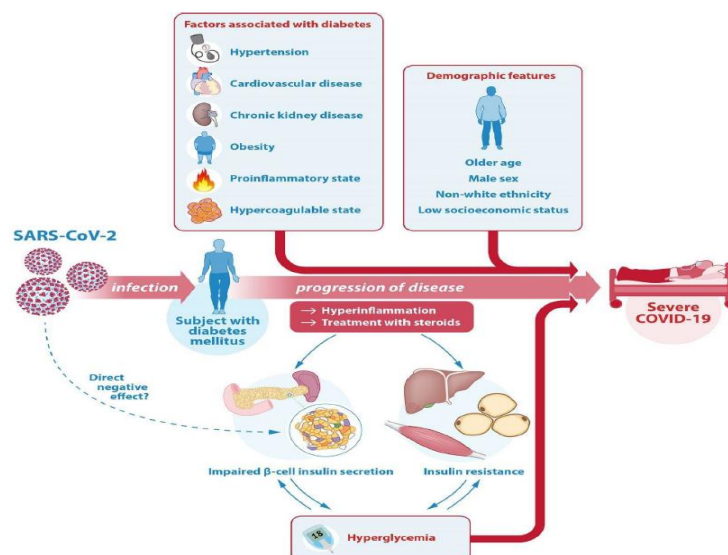 Factors associated with diabetes
Hypertension
Cardiovascular disease
Chronic kidney disease
Obesity
Proinflammatory state
Hypercoagulable state
Demographic features
Older age
Male sex
Non-white ethnicity
Low socioeconomic status
SARS-CoV-2
infection
Subject with
diabetes
mellitus
progression of disease
→ Hyperinflammation
→ Treatment with steroids
Severe
COVID-19
Direct
negative
effect?
Impaired β-cell insulin secretion
Insulin resistance
18
Hyperglycemia